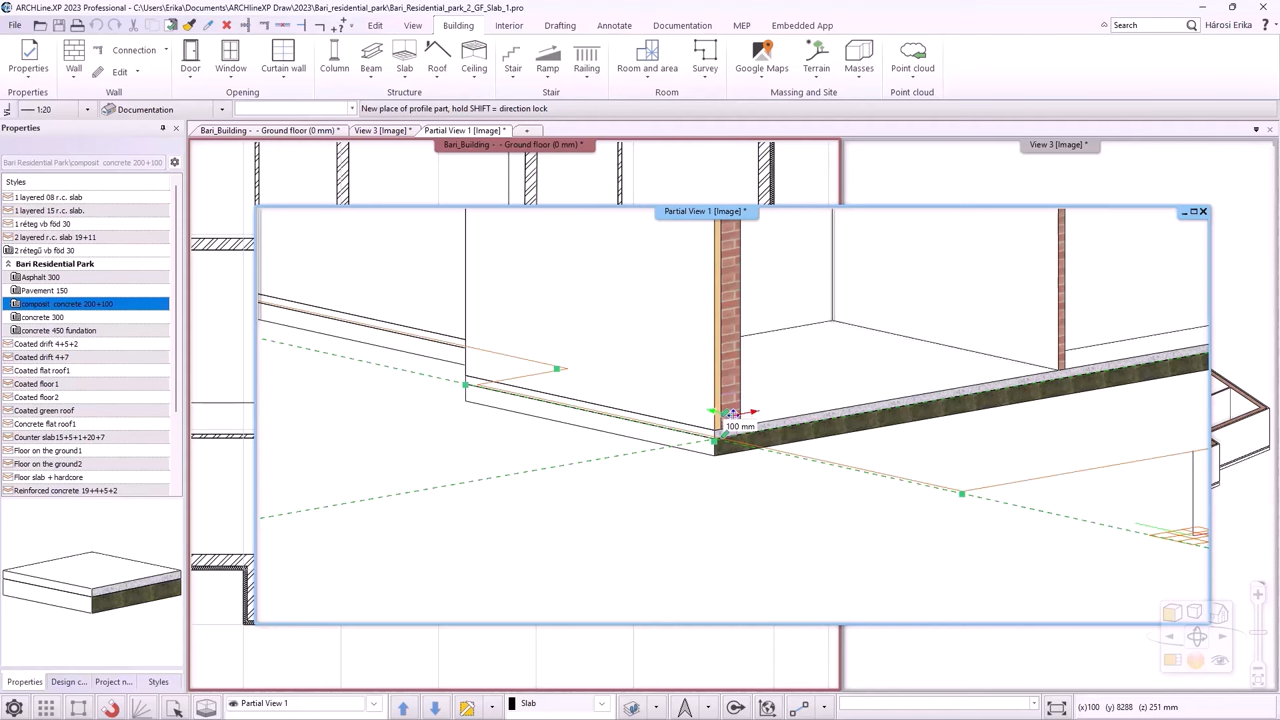 ARCHLine.XP 2023 Professional - C:\Users\Erika\Documents\ARCHlineXP Draw\2023\Bari_residential_park\Bari_Residential_park_2_GF_Slab_1.pro
File
Edit View Building Interior Drafting Annotate Documentation MEP Embedded App
Search
Hárosi Erika
Properties
Wall
Connection
Edit
Door
Window
Curtain wall
Column
Beam
Slab
Roof
Ceiling
Stair
Ramp
Railing
Room and area
Survey
Google Maps
Terrain
Masses
Point cloud
Properties Wall Opening Structure Stair Room Massing and Site Point cloud
1:20
Documentation
New place of profile part, hold SHIFT = direction lock
Properties
Bari_Building - - Ground floor (0 mm) *
View 3 [Image] *
Partial View 1 [Image] *
+
Bari_Building - - Ground floor (0 mm) *
View 3 [Image] *
Bari Residential Park\composit concrete 200+100
Styles
1 layered 08 r.c. slab
1 layered 15 r.c. slab.
1 réteg vb föd 30
2 layered r.c. slab 19+11
2 rétegű vb föd 30
Bari Residential Park
Asphalt 300
Pavement 150
composit concrete 200+100
concrete 300
concrete 450 fundation
Coated drift 4+5+2
Coated drift 4+7
Coated flat roof1
Coated floor1
Coated floor2
Coated green roof
Concrete flat roof1
Counter slab15+5+1+20+7
Floor on the ground1
Floor on the ground2
Floor slab + hardcore
Reinforced concrete 19+4+5+2
Partial View 1 [Image] *
100 mm
Properties Design c... Project n... Styles
Partial View 1
Slab
(x)100 (y) 8288 (z) 251 mm